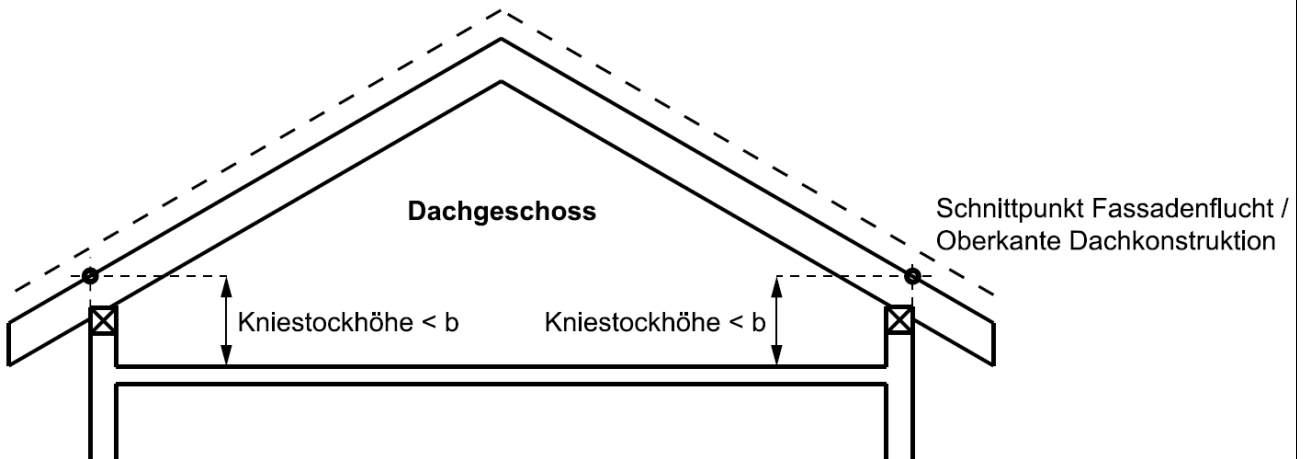 Dachgeschoss
Schnittpunkt Fassadenflucht /
Oberkante Dachkonstruktion
Kniestockhöhe < b
Kniestockhöhe < b